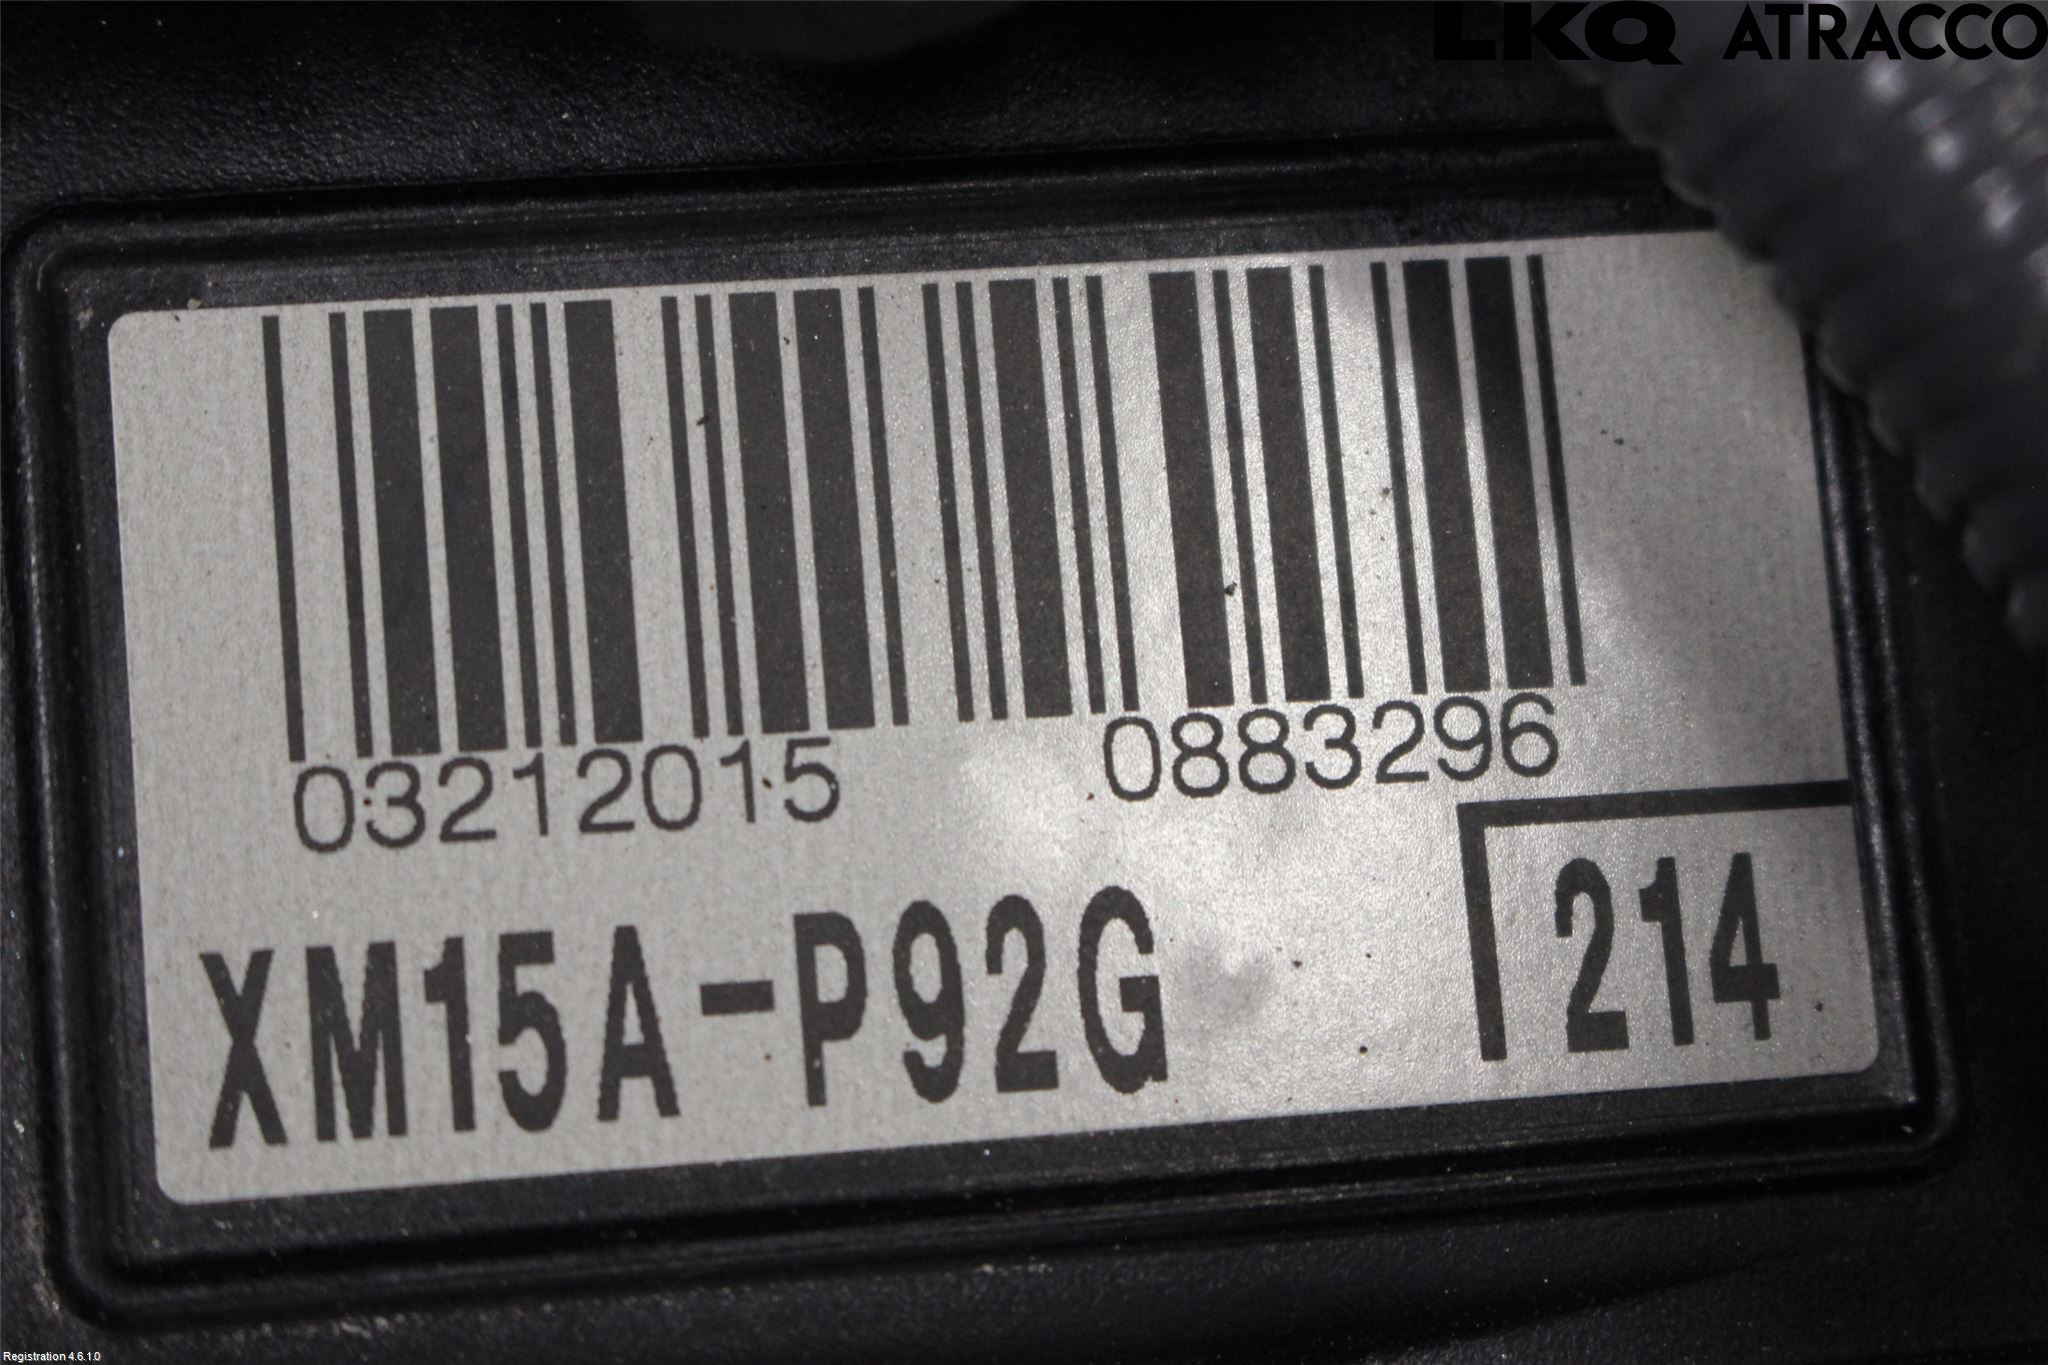 LKQ ATRACCO
03212015 0883296
XM15A-P92G 214
Registration 4.6.1.0